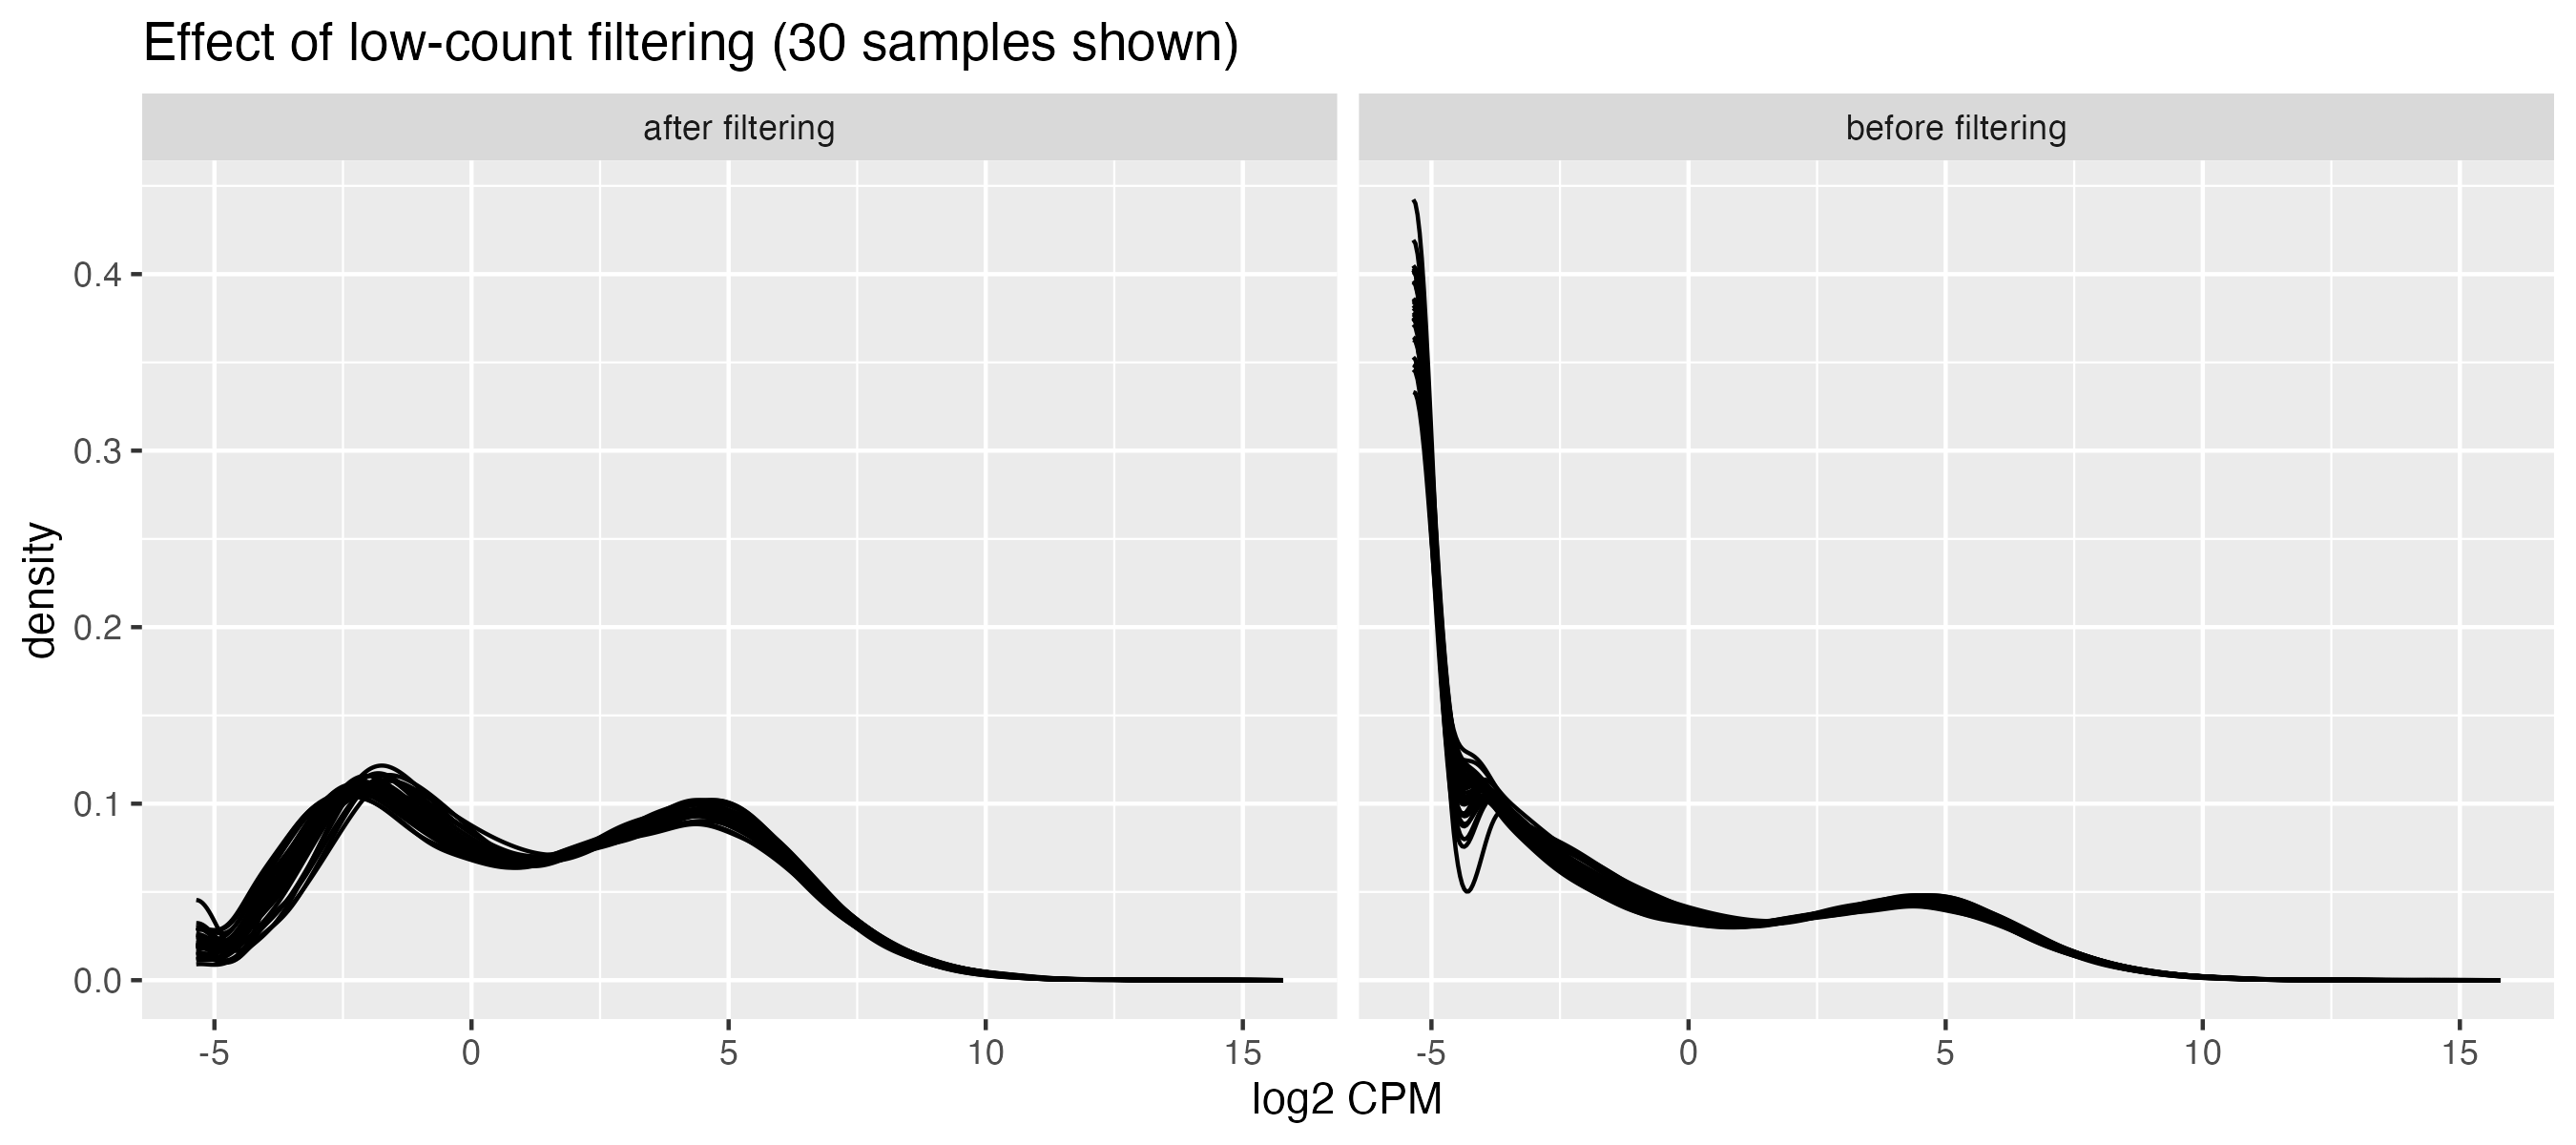 Effect of low-count filtering (30 samples shown)
after filtering
before filtering
density
0.4
0.3
0.2
0.1
0.0
-5 0 5 10 15
-5 0 5 10 15
log2 CPM